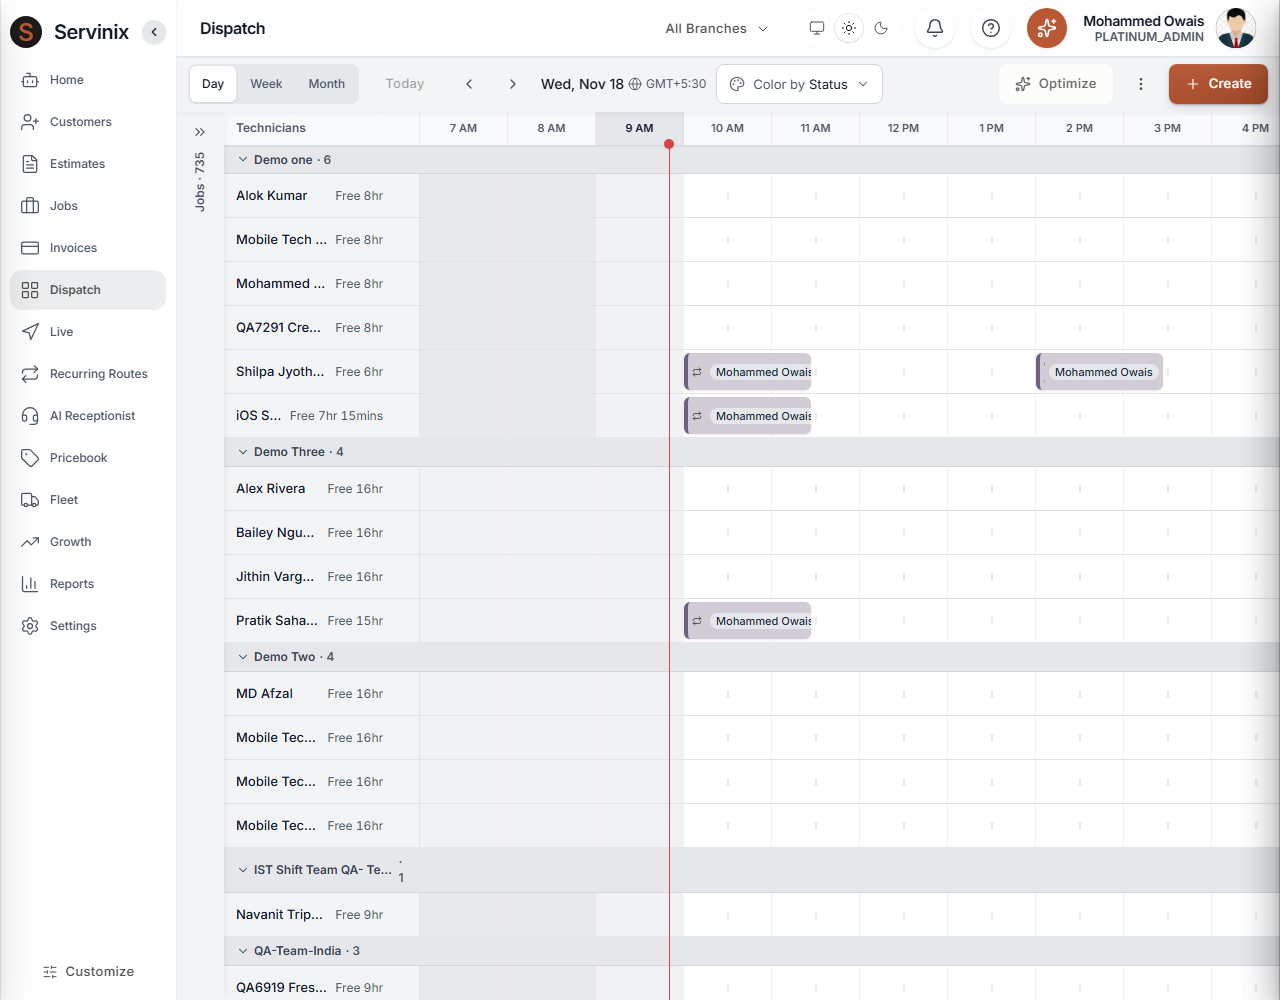 Servinix
Dispatch
All Branches
Mohammed Owais
PLATINUM_ADMIN
Home
Customers
Estimates
Jobs
Invoices
Dispatch
Live
Recurring Routes
AI Receptionist
Pricebook
Fleet
Growth
Reports
Settings
Customize
Day Week Month Today Wed, Nov 18 GMT+5:30 Color by Status Optimize Create
Jobs · 735
Technicians 7 AM 8 AM 9 AM 10 AM 11 AM 12 PM 1 PM 2 PM 3 PM 4 PM
Demo one · 6
Alok Kumar Free 8hr
Mobile Tech ... Free 8hr
Mohammed ... Free 8hr
QA7291 Cre... Free 8hr
Shilpa Jyoth... Free 6hr Mohammed Owais Mohammed Owais
iOS S... Free 7hr 15mins Mohammed Owais
Demo Three · 4
Alex Rivera Free 16hr
Bailey Ngu... Free 16hr
Jithin Varg... Free 16hr
Pratik Saha... Free 15hr Mohammed Owais
Demo Two · 4
MD Afzal Free 16hr
Mobile Tec... Free 16hr
Mobile Tec... Free 16hr
Mobile Tec... Free 16hr
IST Shift Team QA- Te... · 1
Navanit Trip... Free 9hr
QA-Team-India · 3
QA6919 Fres... Free 9hr